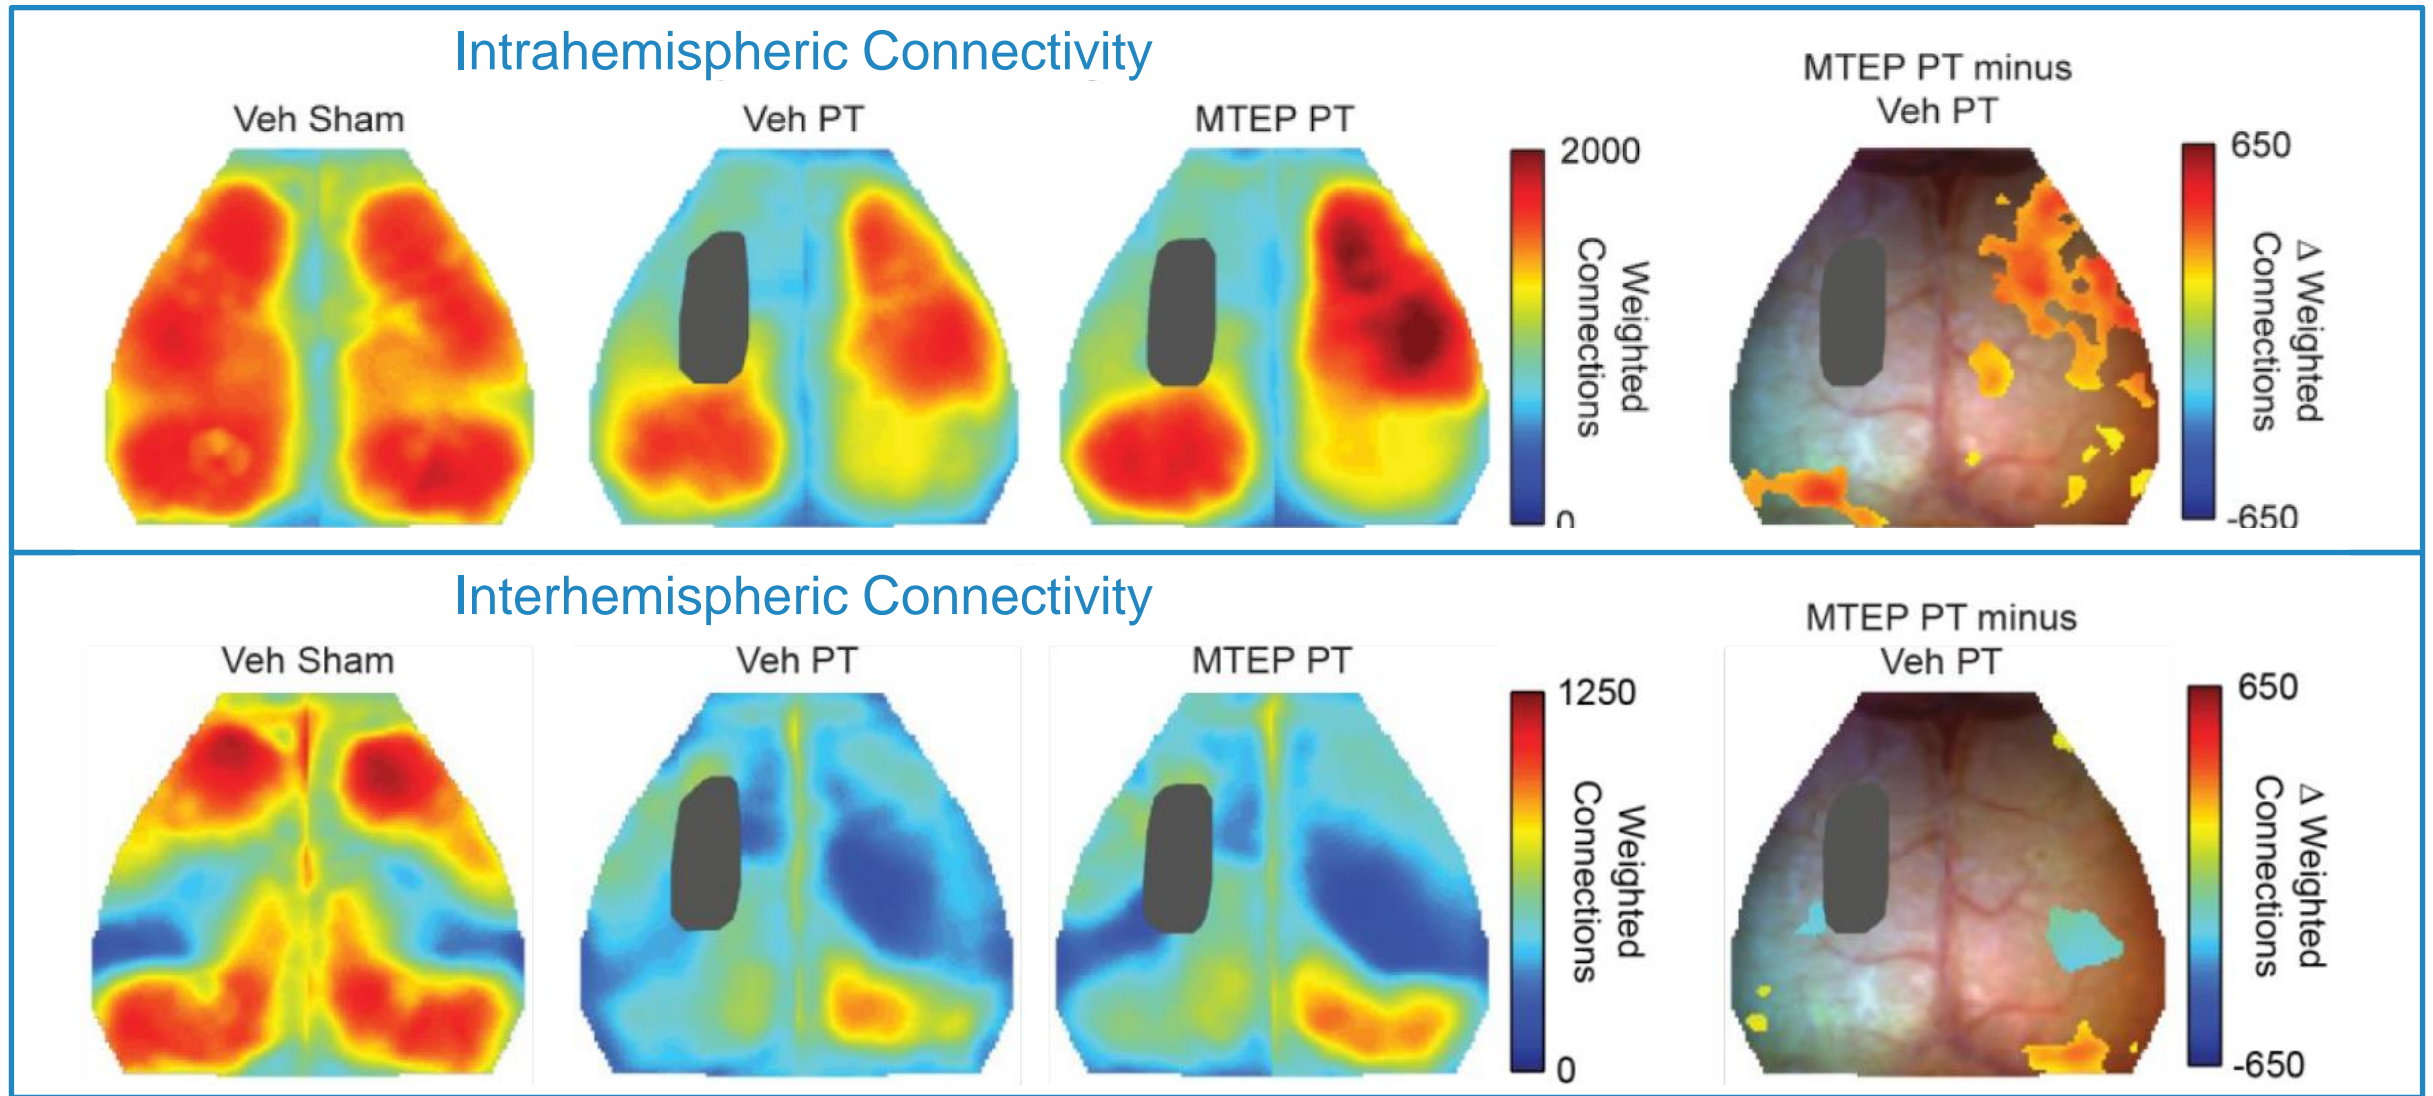 Intrahemispheric Connectivity
Veh Sham
Veh PT
MTEP PT
2000
0
Weighted
Connections
MTEP PT minus
Veh PT
650
-650
Δ Weighted
Connections
Interhemispheric Connectivity
Veh Sham
Veh PT
MTEP PT
1250
0
Weighted
Connections
MTEP PT minus
Veh PT
650
-650
Δ Weighted
Connections